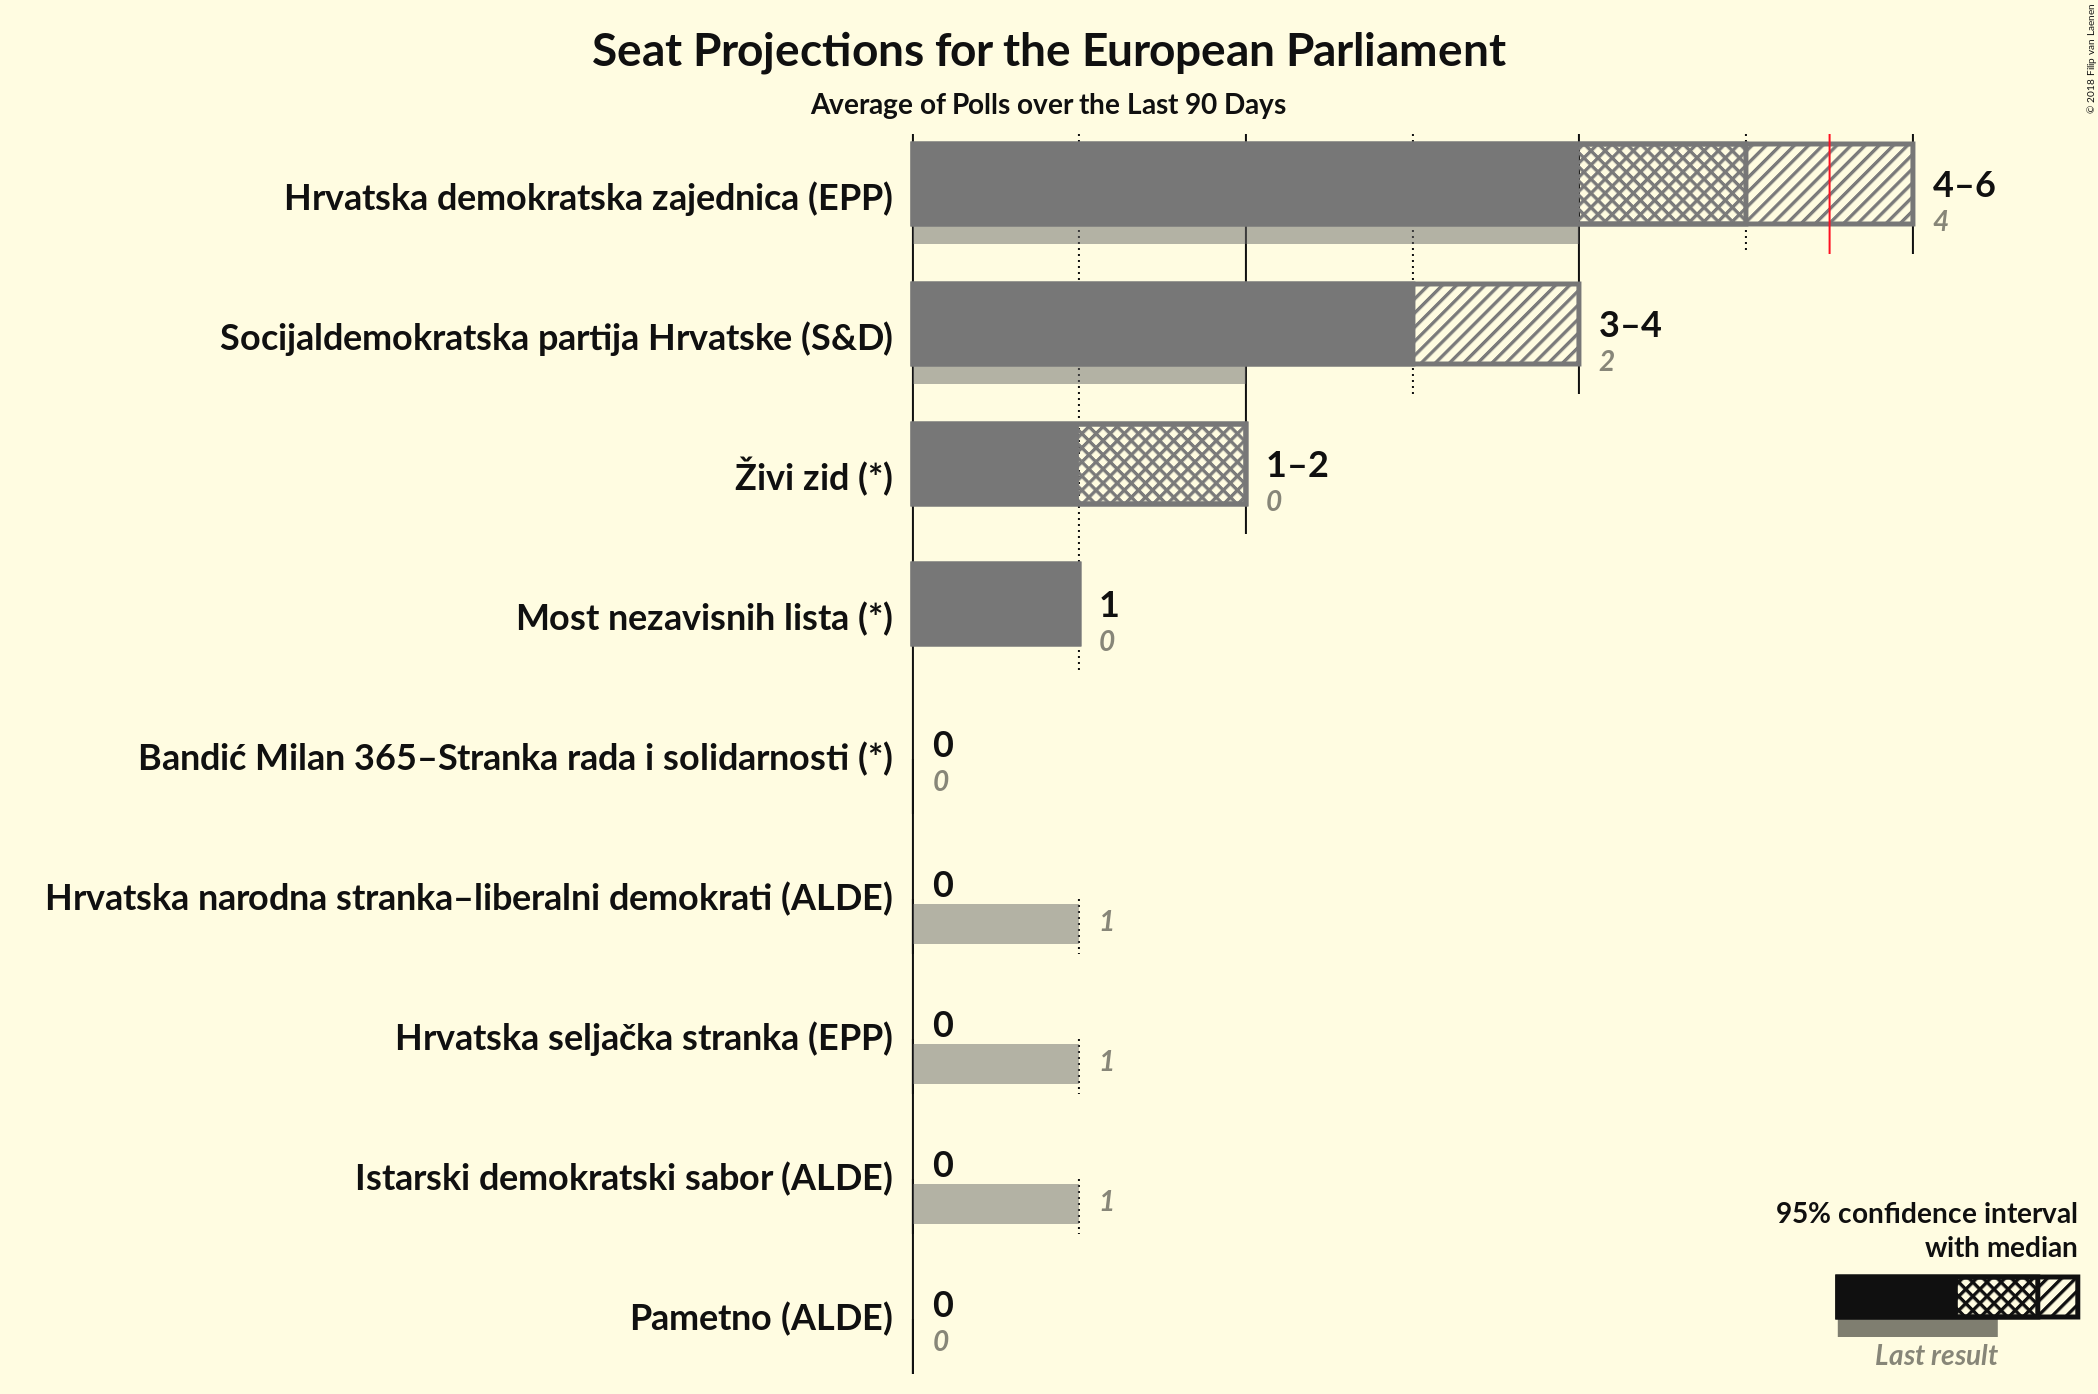 Seat Projections for the European Parliament
Average of Polls over the Last 90 Days
© 2018 Filip van Laenen
Hrvatska demokratska zajednica (EPP)
4–6
4
Socijaldemokratska partija Hrvatske (S&D)
3–4
2
Živi zid (*)
1–2
0
Most nezavisnih lista (*)
1
0
Bandić Milan 365–Stranka rada i solidarnosti (*)
0
0
Hrvatska narodna stranka–liberalni demokrati (ALDE)
0
1
Hrvatska seljačka stranka (EPP)
0
1
Istarski demokratski sabor (ALDE)
0
1
Pametno (ALDE)
0
0
95% confidence interval
with median
Last result